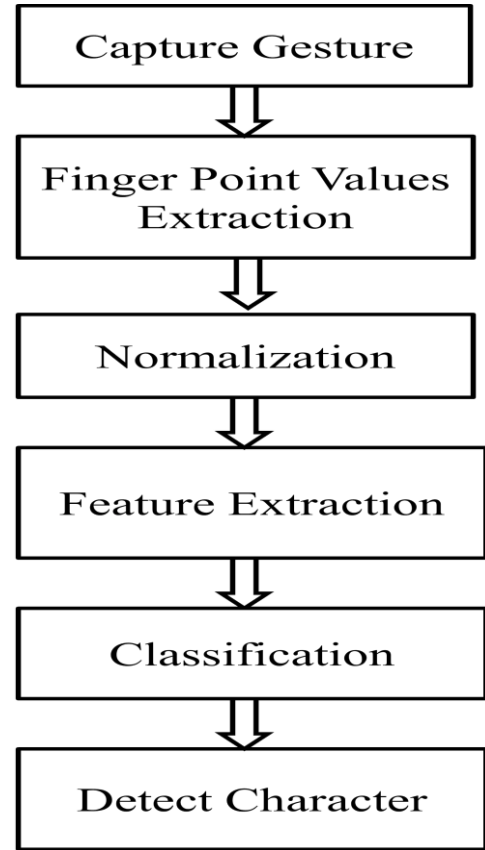 Capture Gesture
Finger Point Values
Extraction
Normalization
Feature Extraction
Classification
Detect Character